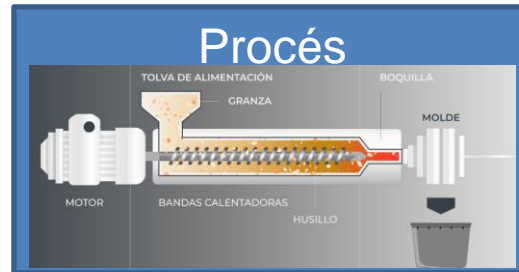 Procés
TOLVA DE ALIMENTACIÓN
BOQUILLA
GRANZA
MOLDE
MOTOR
BANDAS CALENTADORAS
HUSILLO